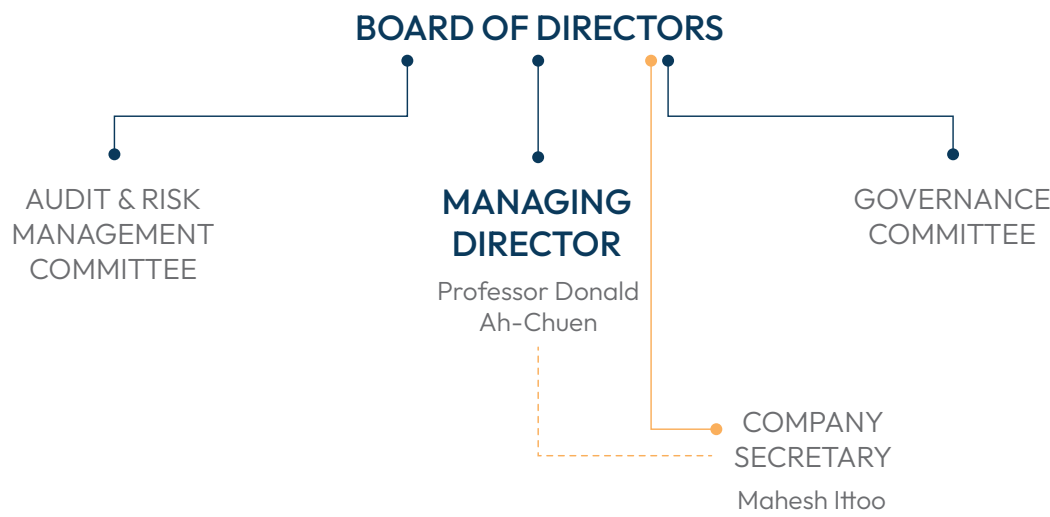 BOARD OF DIRECTORS
AUDIT & RISK
MANAGEMENT
COMMITTEE
MANAGING
DIRECTOR
Professor Donald
Ah-Chuen
GOVERNANCE
COMMITTEE
COMPANY
SECRETARY
Mahesh Ittoo